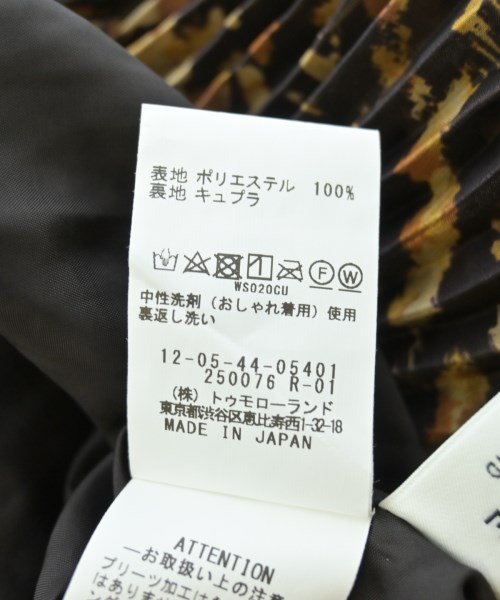 表地 ポリエステル 100%
裏地 キュプラ
WS020CU
中性洗剤（おしゃれ着用）使用
裏返し洗い
12-05-44-05401
250076 R-01
（株）トゥモローランド
東京都渋谷区恵比寿西1-32-18
MADE IN JAPAN
ATTENTION
―お取扱い上の注意
プリーツ加工は
はありま